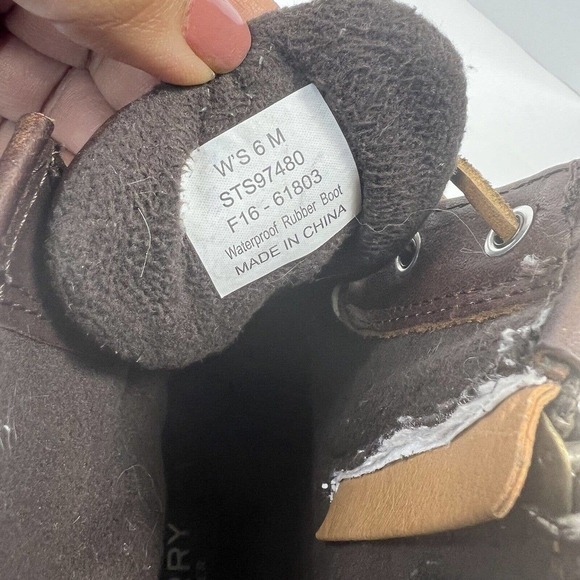 W'S 6 M
STS97480
F16 - 61803
Waterproof Rubber Boot
MADE IN CHINA